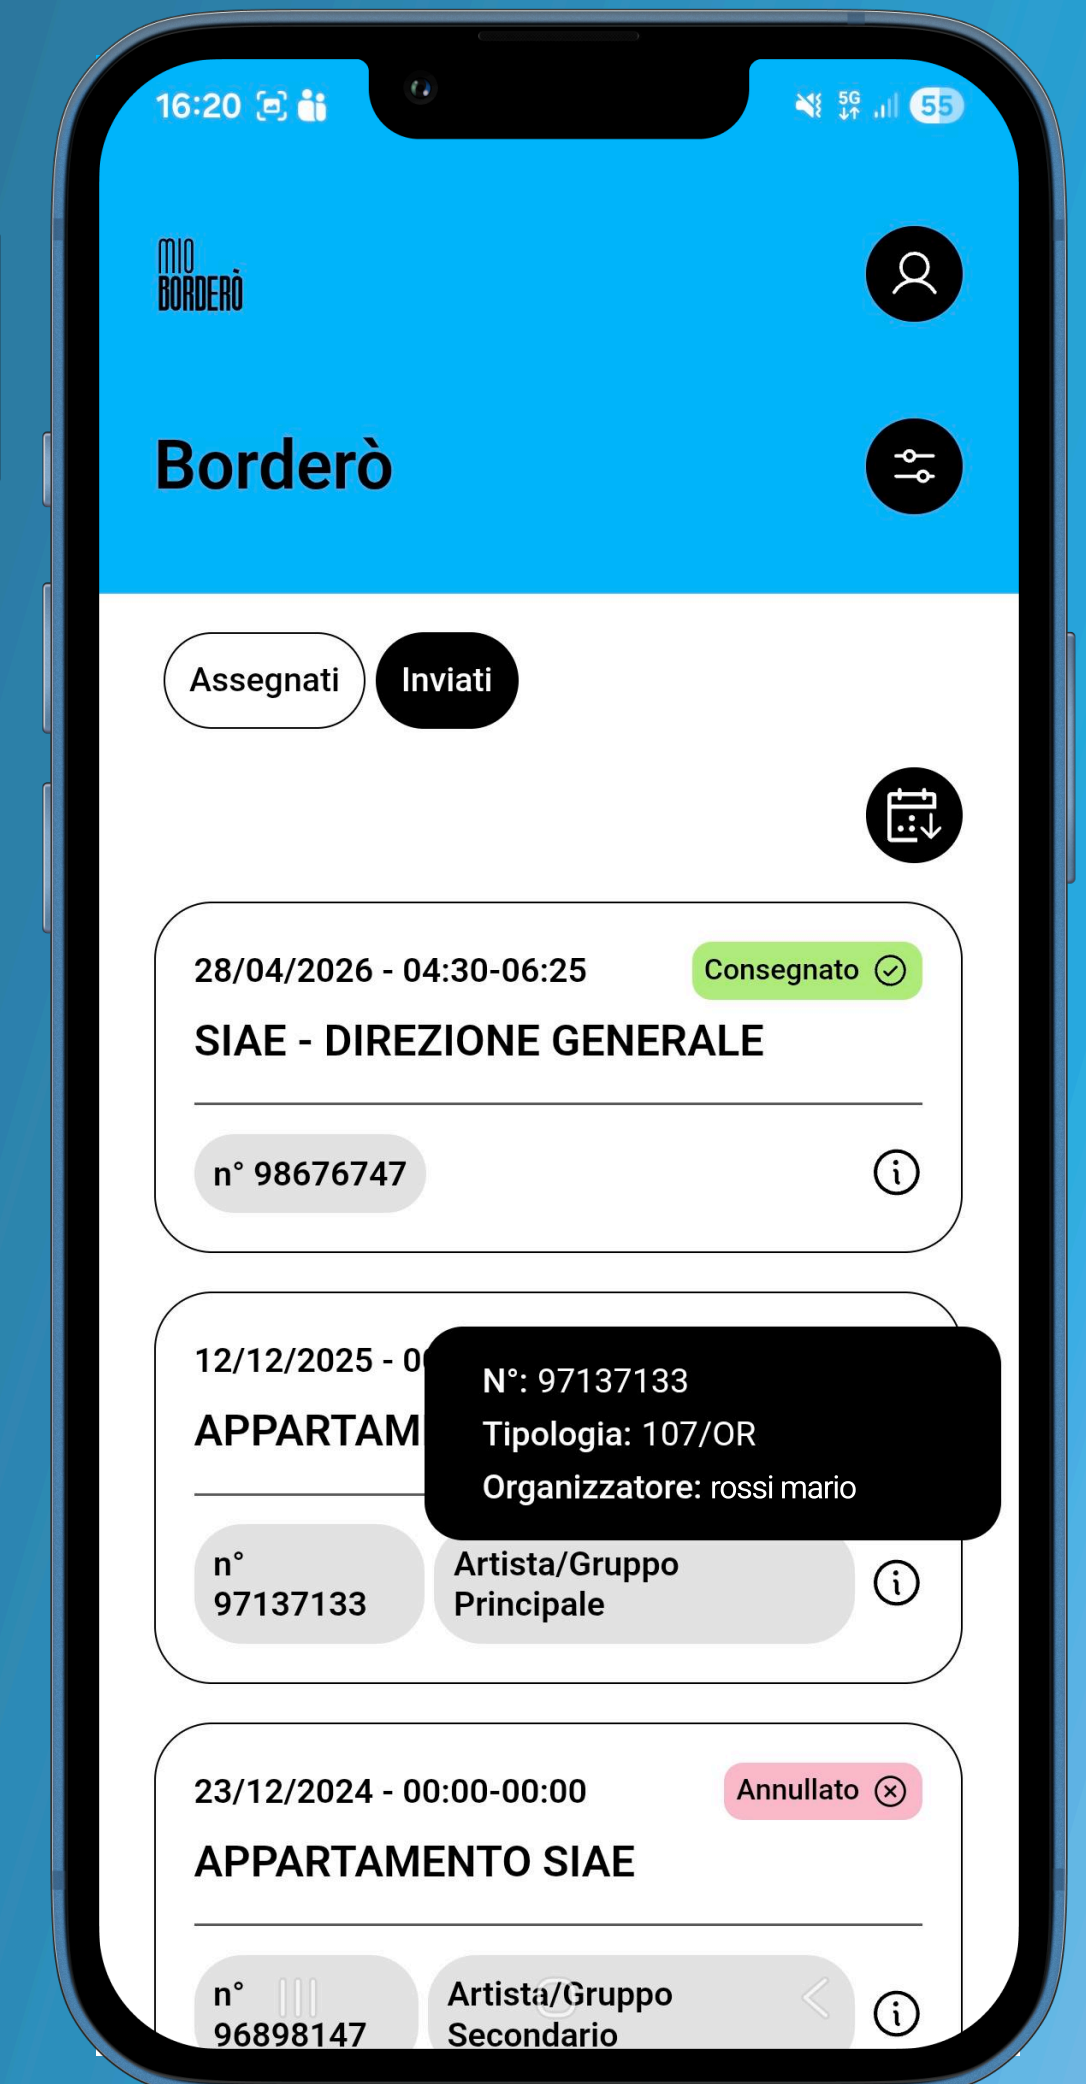 16:20
5G
55
MIO
BORDERÒ
Borderò
Assegnati
Inviati
28/04/2026 - 04:30-06:25
Consegnato
SIAE - DIREZIONE GENERALE
n° 98676747
12/12/2025 - 0
N°: 97137133
APPARTAM
Tipologia: 107/OR
Organizzatore: rossi mario
n°
97137133
Artista/Gruppo
Principale
23/12/2024 - 00:00-00:00
Annullato
APPARTAMENTO SIAE
n°
96898147
Artista/Gruppo
Secondario